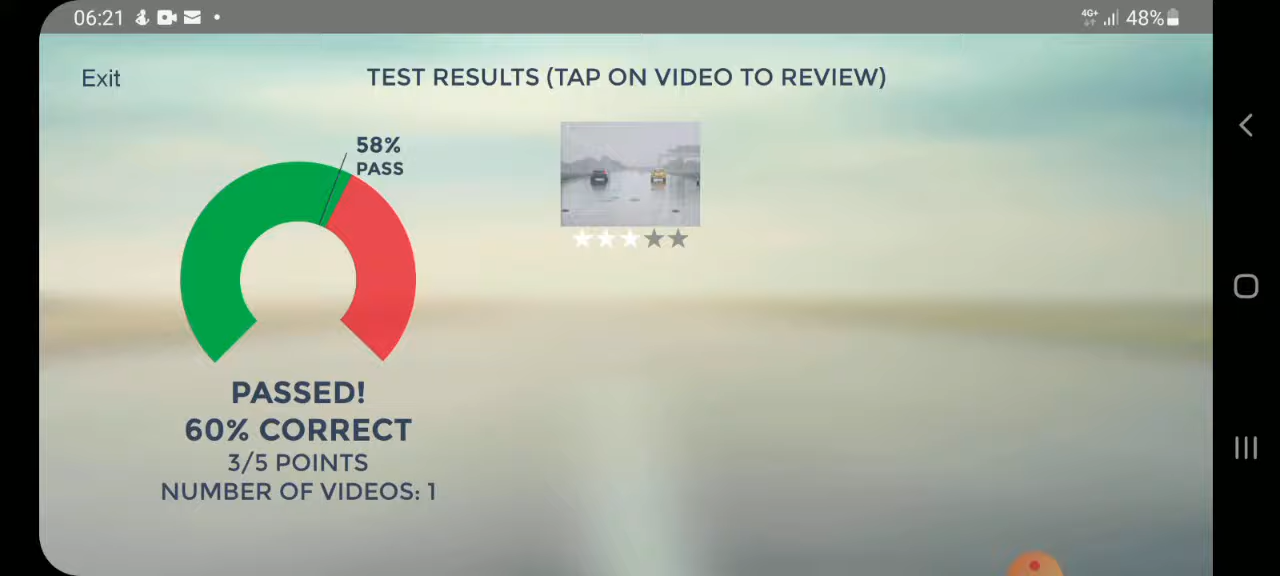 06:21
4G+
48%
Exit
TEST RESULTS (TAP ON VIDEO TO REVIEW)
58%
PASS
PASSED!
60% CORRECT
3/5 POINTS
NUMBER OF VIDEOS: 1